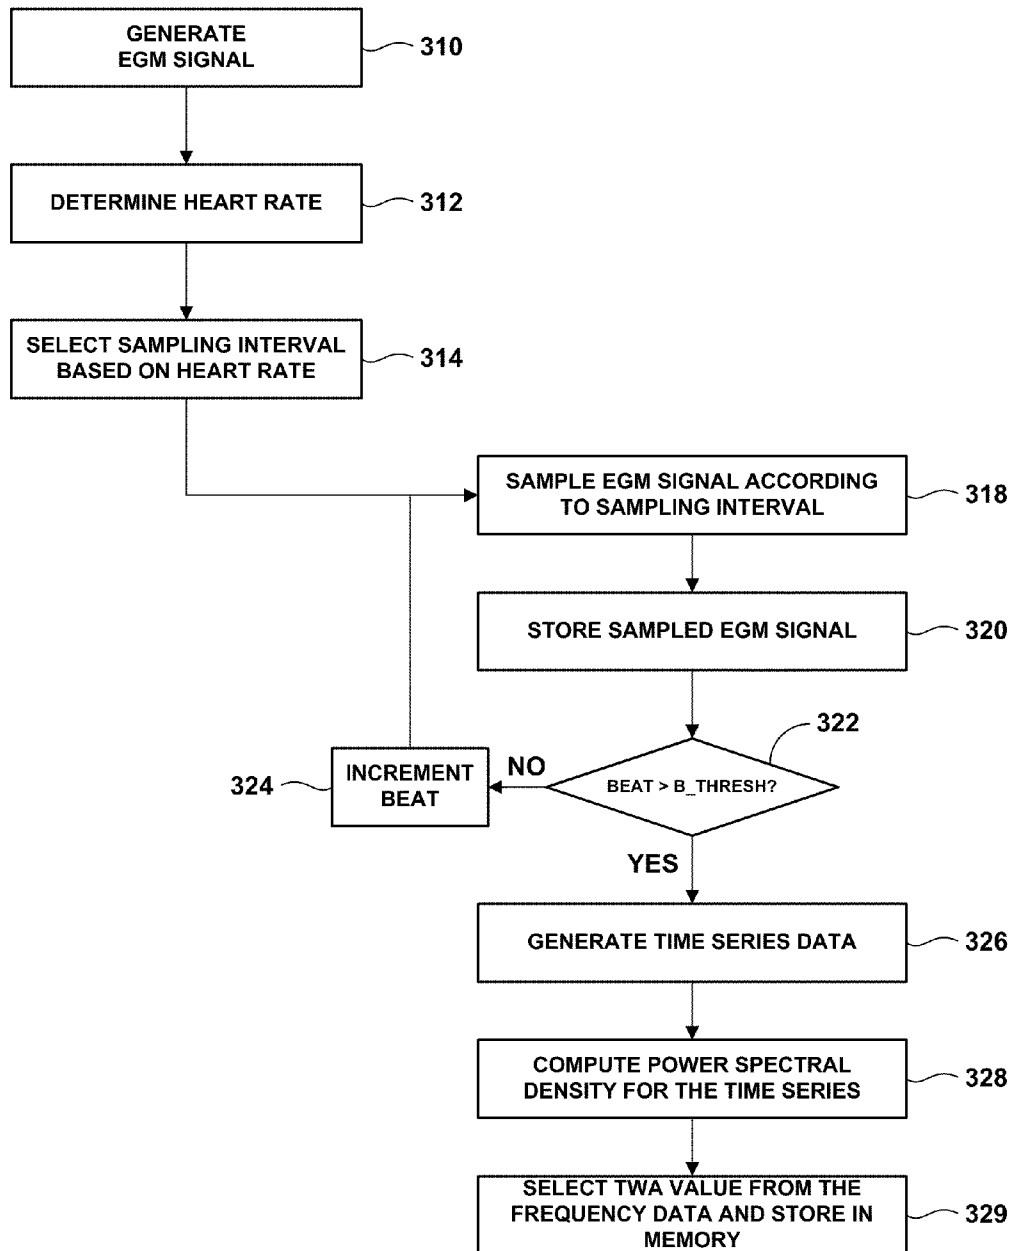 GENERATE
EGM SIGNAL
310
DETERMINE HEART RATE
312
SELECT SAMPLING INTERVAL
BASED ON HEART RATE
314
SAMPLE EGM SIGNAL ACCORDING
TO SAMPLING INTERVAL
318
STORE SAMPLED EGM SIGNAL
320
322
BEAT > B_THRESH?
NO
INCREMENT
BEAT
324
YES
GENERATE TIME SERIES DATA
326
COMPUTE POWER SPECTRAL
DENSITY FOR THE TIME SERIES
328
SELECT TWA VALUE FROM THE
FREQUENCY DATA AND STORE IN
MEMORY
329